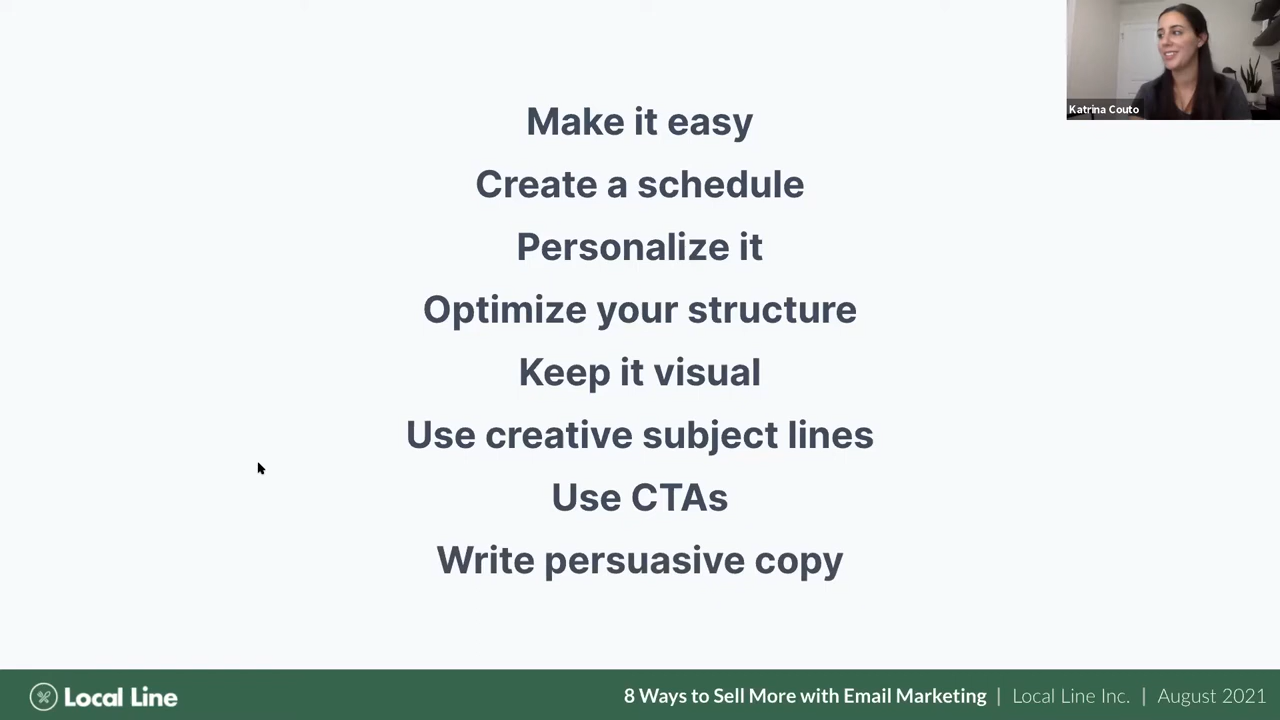 Katrina Couto
Make it easy
Create a schedule
Personalize it
Optimize your structure
Keep it visual
Use creative subject lines
Use CTAs
Write persuasive copy
Local Line
8 Ways to Sell More with Email Marketing | Local Line Inc. | August 2021